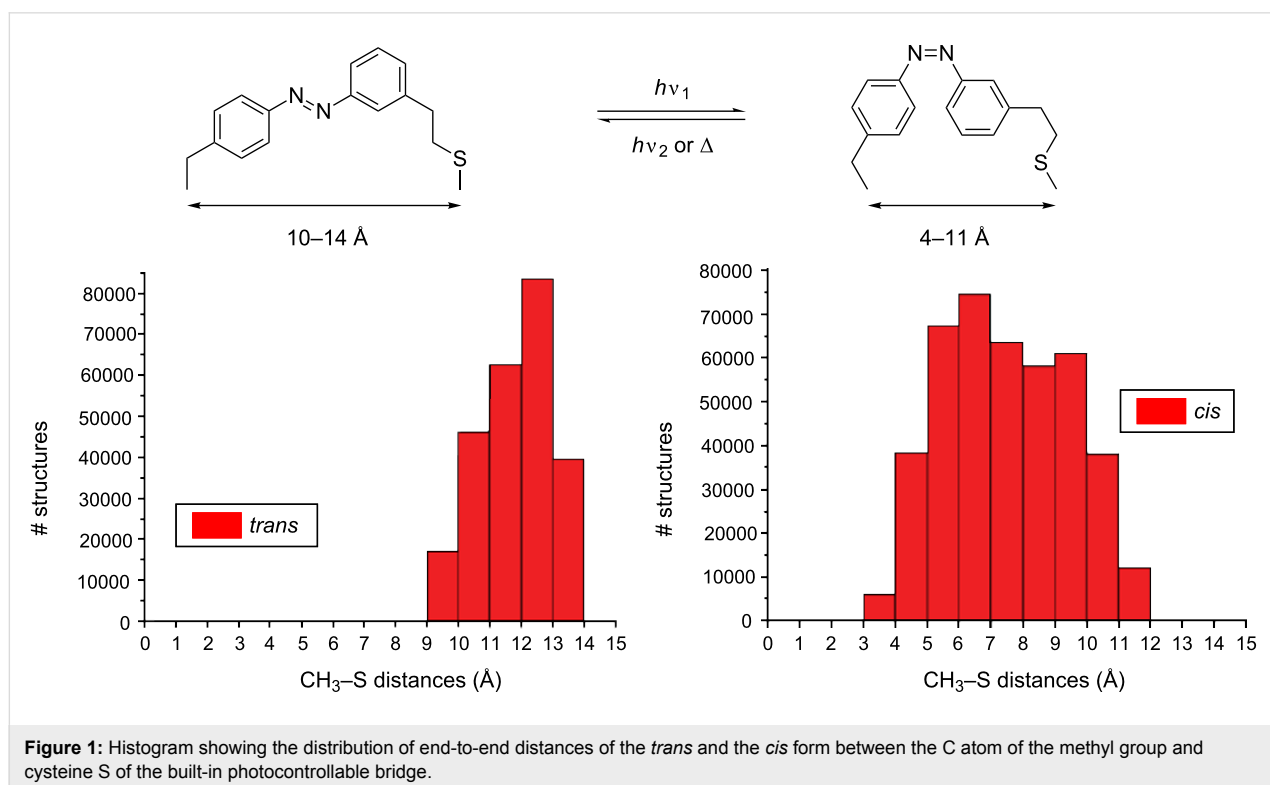 N=N
N
N
hν1
hν2 or Δ
S
S
10–14 Å
4–11 Å
# structures
80000
70000
60000
50000
40000
30000
20000
10000
0
trans
0 1 2 3 4 5 6 7 8 9 10 11 12 13 14 15
CH3–S distances (Å)
# structures
80000
70000
60000
50000
40000
30000
20000
10000
0
cis
0 1 2 3 4 5 6 7 8 9 10 11 12 13 14 15
CH3–S distances (Å)
Figure 1: Histogram showing the distribution of end-to-end distances of the trans and the cis form between the C atom of the methyl group and
cysteine S of the built-in photocontrollable bridge.